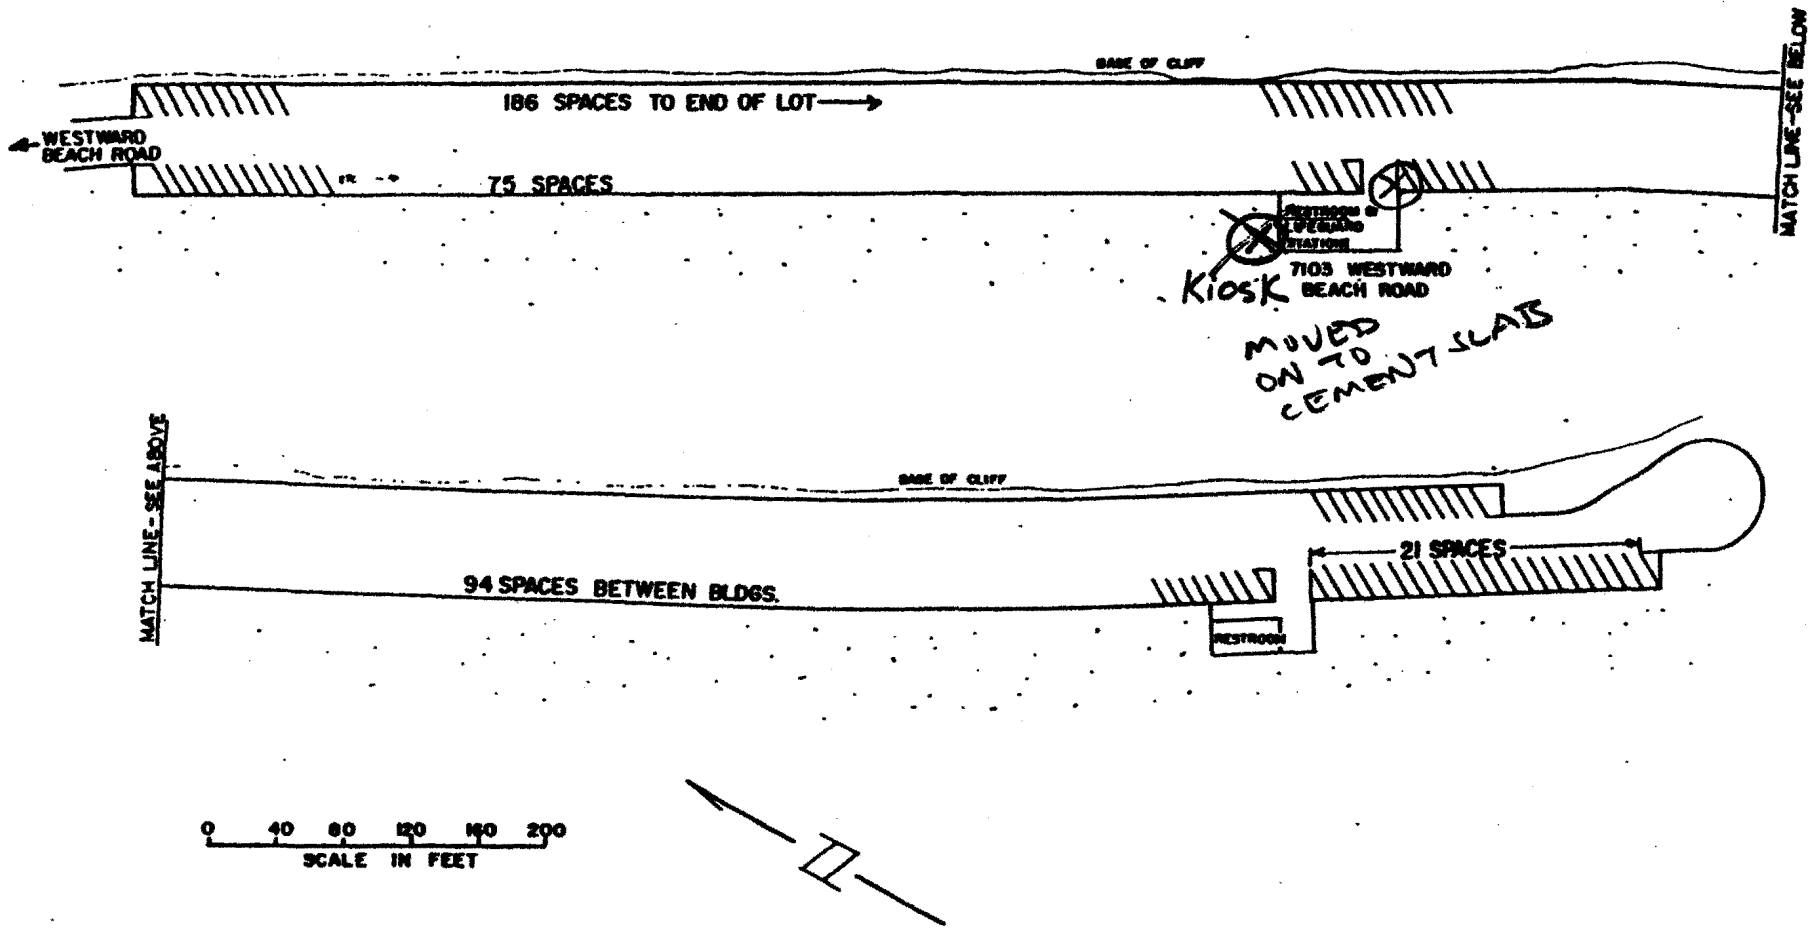 BASE OF CLIFF
186 SPACES TO END OF LOT
WESTWARD
BEACH ROAD
75 SPACES
MATCH LINE-SEE BELOW
RESTROOM &
LIFEGUARD
STATION
7103 WESTWARD
BEACH ROAD
Kiosk
MOVED
ON TO
CEMENT SLAB
MATCH LINE-SEE ABOVE
BASE OF CLIFF
21 SPACES
94 SPACES BETWEEN BLDGS.
RESTROOM
0 40 80 120 160 200
SCALE IN FEET